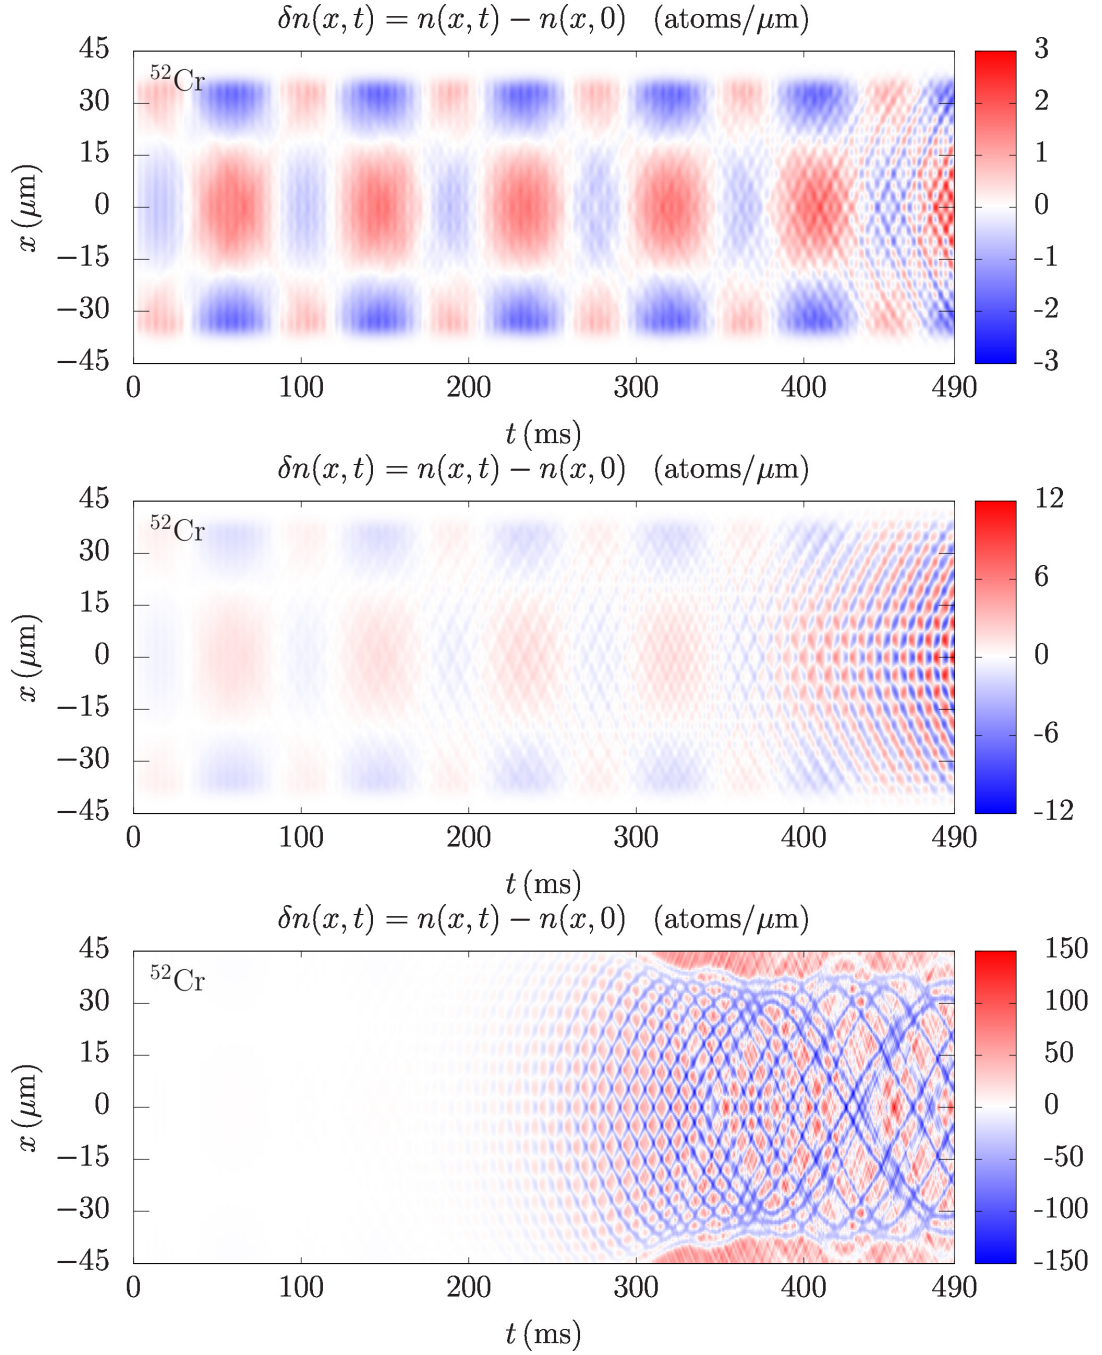 δn(x, t) = n(x, t) − n(x, 0) (atoms/μm)
45
⁵²Cr
30
15
0
−15
−30
−45
x (μm)
3
2
1
0
-1
-2
-3
0 100 200 300 400 490
t (ms)
δn(x, t) = n(x, t) − n(x, 0) (atoms/μm)
45
⁵²Cr
30
15
0
−15
−30
−45
x (μm)
12
6
0
-6
-12
0 100 200 300 400 490
t (ms)
δn(x, t) = n(x, t) − n(x, 0) (atoms/μm)
45
⁵²Cr
30
15
0
−15
−30
−45
x (μm)
150
100
50
0
-50
-100
-150
0 100 200 300 400 490
t (ms)